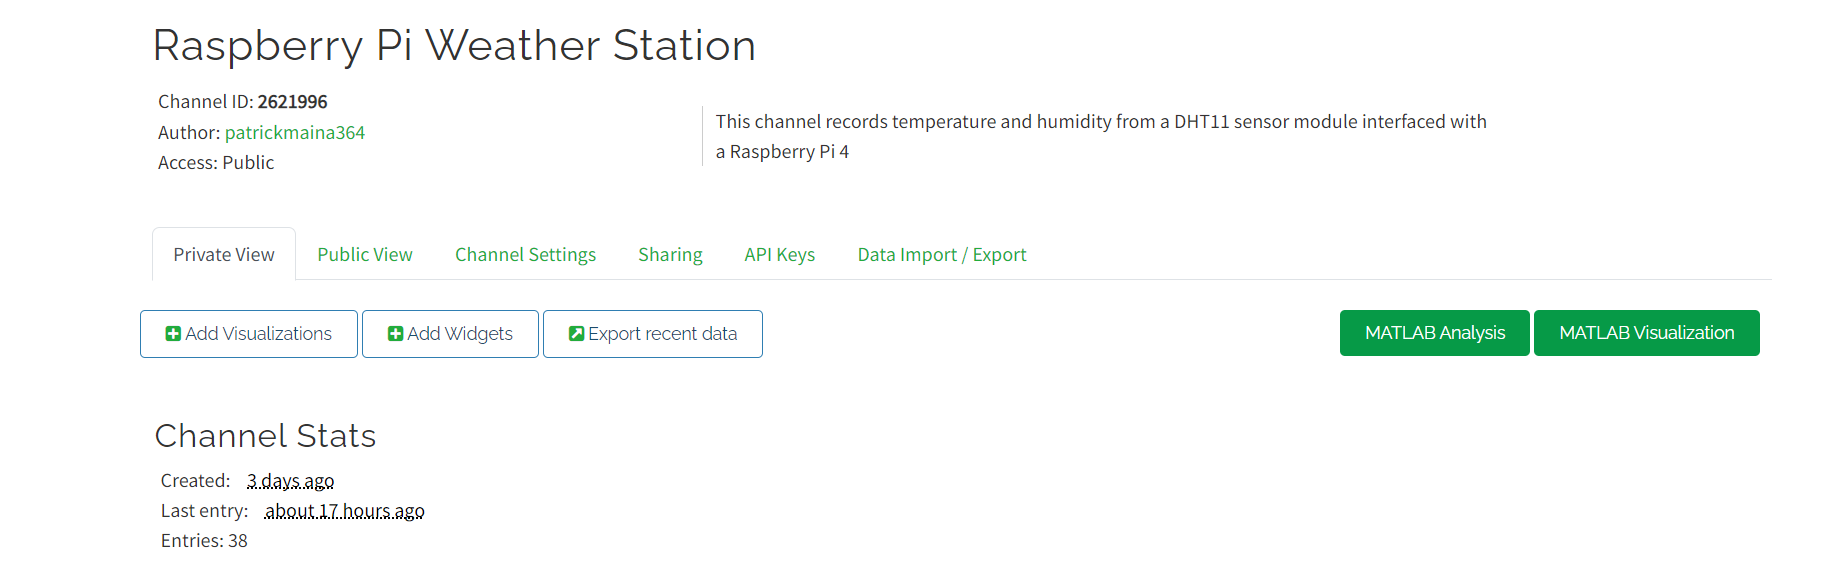 Raspberry Pi Weather Station
Channel ID: 2621996
Author: patrickmaina364
Access: Public
This channel records temperature and humidity from a DHT11 sensor module interfaced with
a Raspberry Pi 4
Private View Public View Channel Settings Sharing API Keys Data Import / Export
Add Visualizations Add Widgets Export recent data MATLAB Analysis MATLAB Visualization
Channel Stats
Created: 3 days ago
Last entry: about 17 hours ago
Entries: 38